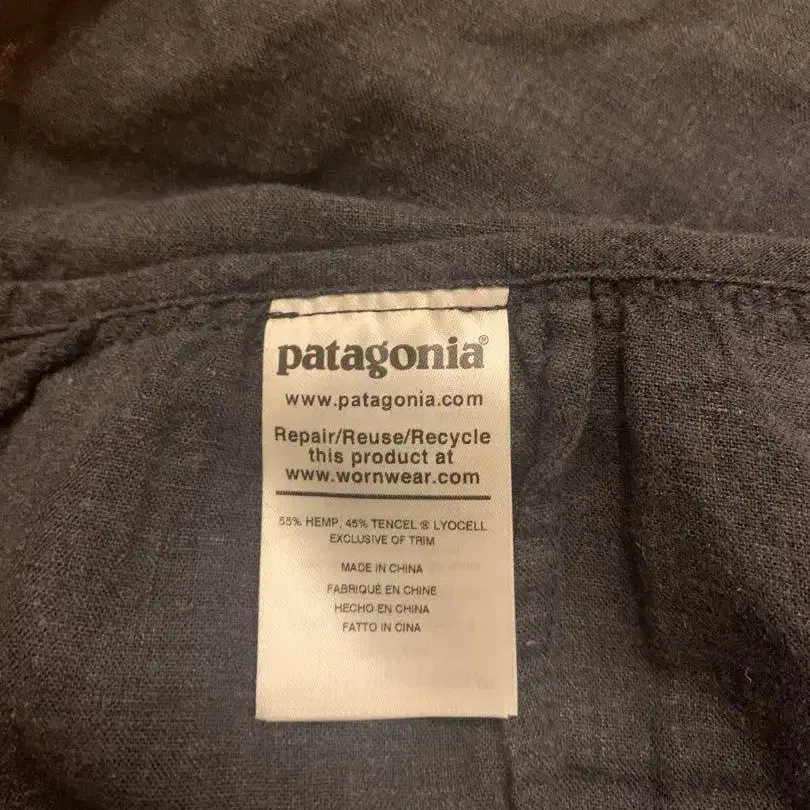 patagonia®
www.patagonia.com
Repair/Reuse/Recycle
this product at
www.wornwear.com
55% HEMP, 45% TENCEL ® LYOCELL
EXCLUSIVE OF TRIM
MADE IN CHINA
FABRIQUÉ EN CHINE
HECHO EN CHINA
FATTO IN CINA